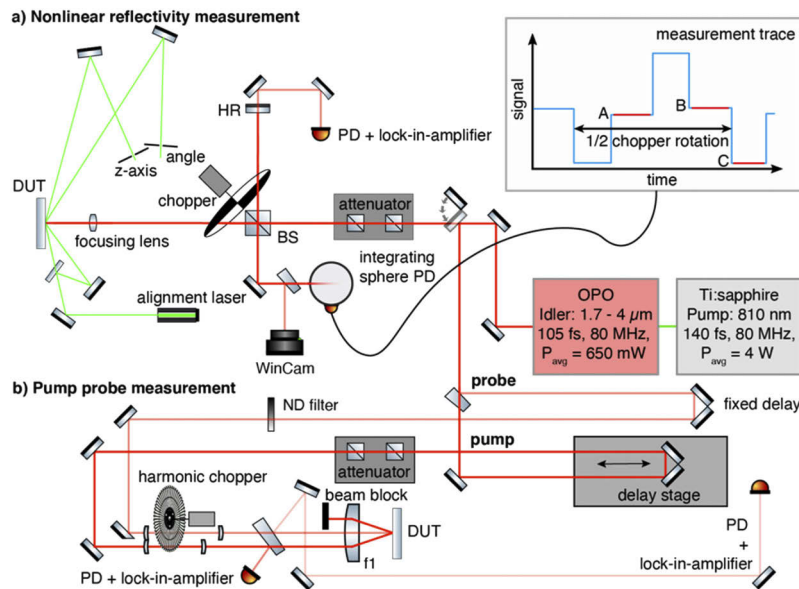 a) Nonlinear reflectivity measurement
measurement trace
signal
A
B
C
1/2 chopper rotation
time
HR
PD + lock-in-amplifier
angle
z-axis
DUT
chopper
attenuator
focusing lens
BS
integrating
sphere PD
alignment laser
WinCam
OPO
Idler: 1.7 - 4 µm
105 fs, 80 MHz,
Pavg = 650 mW
Ti:sapphire
Pump: 810 nm
140 fs, 80 MHz,
Pavg = 4 W
b) Pump probe measurement
probe
ND filter
fixed delay
pump
attenuator
harmonic chopper
beam block
delay stage
DUT
f1
PD
+
lock-in-amplifier
PD + lock-in-amplifier